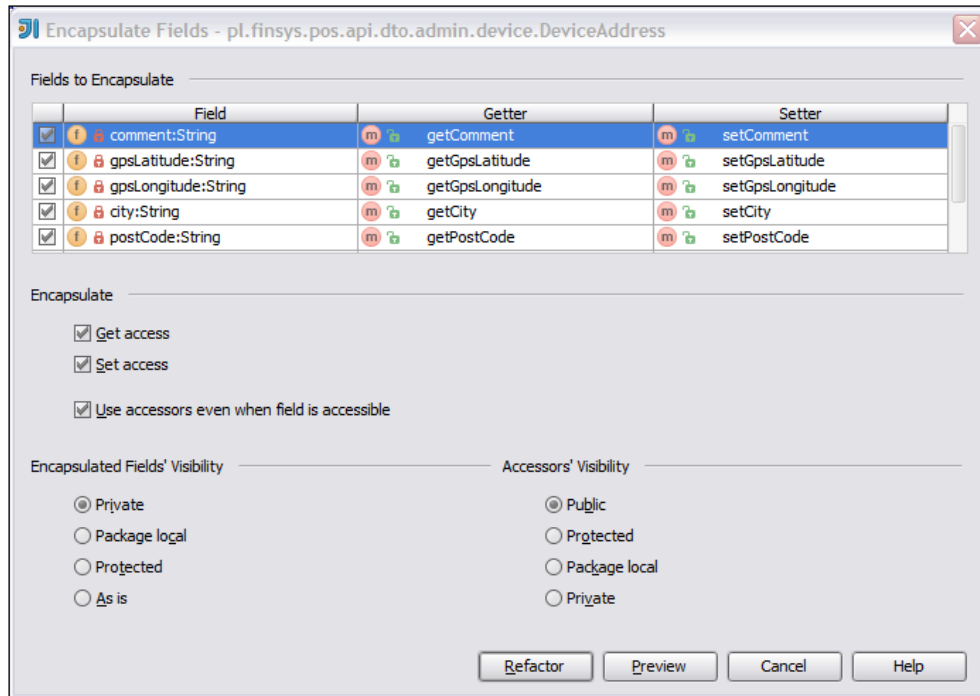 Encapsulate Fields - pl.finsys.pos.api.dto.admin.device.DeviceAddress
Fields to Encapsulate
Field Getter Setter
f comment:String m getComment m setComment
f gpsLatitude:String m getGpsLatitude m setGpsLatitude
f gpsLongitude:String m getGpsLongitude m setGpsLongitude
f city:String m getCity m setCity
f postCode:String m getPostCode m setPostCode
Encapsulate
Get access
Set access
Use accessors even when field is accessible
Encapsulated Fields' Visibility Accessors' Visibility
Private Public
Package local Protected
Protected Package local
As is Private
Refactor Preview Cancel Help